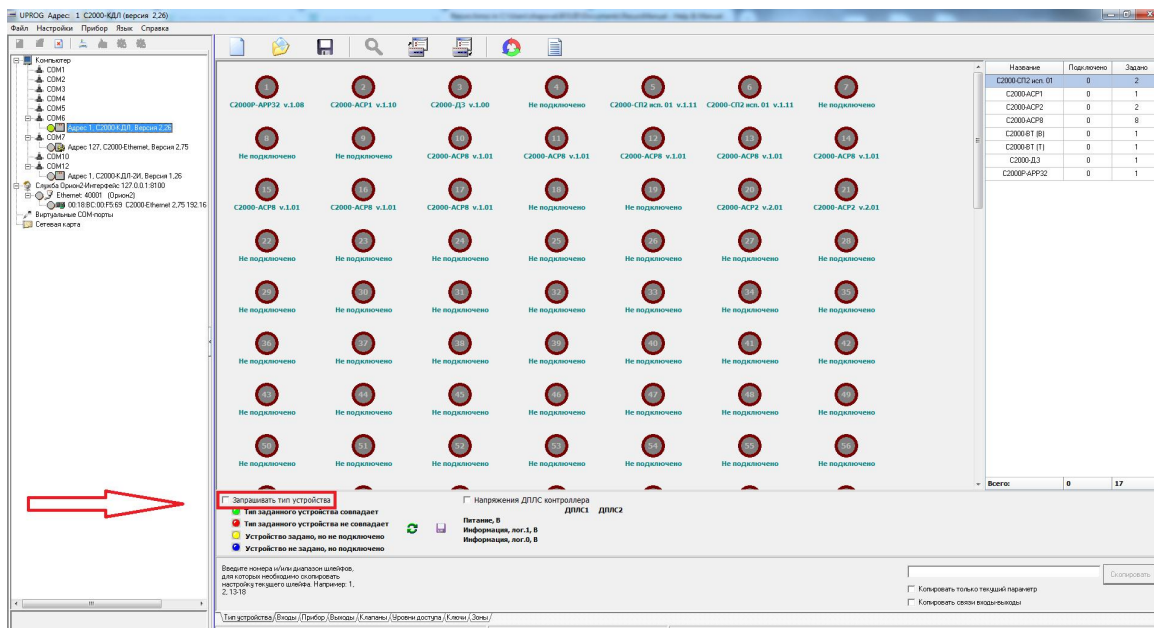 UPROG Адрес: 1 С2000-КДЛ (версия 2,26)
Файл Настройки Прибор Язык Справка
Компьютер
COM1
COM2
COM3
COM4
COM5
COM6
Адрес 1, С2000-КДЛ, Версия 2,26
COM7
Адрес 127, С2000-Ethernet, Версия 2.75
COM10
COM12
Адрес 1, С2000-КДЛ-2И, Версия 1,26
Служба Орион2-Интерфейс: 127.0.0.1:8100
Ethernet: 40001 (Орион2)
00:18:BC:00:F5:69 С2000-Ethernet 2,75 192.16
Виртуальные COM-порты
Сетевая карта
1 2 3 4 5 6 7
С2000Р-АРР32 v.1.08 С2000-АСР1 v.1.10 С2000-ДЗ v.1.00 Не подключено С2000-СП2 исп. 01 v.1.11 С2000-СП2 исп. 01 v.1.11 Не подключено
8 9 10 11 12 13 14
Не подключено Не подключено С2000-АСР8 v.1.01 С2000-АСР8 v.1.01 С2000-АСР8 v.1.01 С2000-АСР8 v.1.01 С2000-АСР8 v.1.01
15 16 17 18 19 20 21
С2000-АСР8 v.1.01 С2000-АСР8 v.1.01 С2000-АСР8 v.1.01 Не подключено Не подключено С2000-АСР2 v.2.01 С2000-АСР2 v.2.01
22 23 24 25 26 27 28
Не подключено Не подключено Не подключено Не подключено Не подключено Не подключено Не подключено
29 30 31 32 33 34 35
Не подключено Не подключено Не подключено Не подключено Не подключено Не подключено Не подключено
36 37 38 39 40 41 42
Не подключено Не подключено Не подключено Не подключено Не подключено Не подключено Не подключено
43 44 45 46 47 48 49
Не подключено Не подключено Не подключено Не подключено Не подключено Не подключено Не подключено
50 51 52 53 54 55 56
Не подключено Не подключено Не подключено Не подключено Не подключено Не подключено Не подключено
Название Подключено Задано
С2000-СП2 исп. 01 0 2
С2000-АСР1 0 1
С2000-АСР2 0 2
С2000-АСР8 0 8
С2000-ВТ (В) 0 1
С2000-ВТ (Т) 0 1
С2000-ДЗ 0 1
С2000Р-АРР32 0 1
Всего: 0 17
Запрашивать тип устройства
Тип заданного устройства совпадает
Тип заданного устройства не совпадает
Устройство задано, но не подключено
Устройство не задано, но подключено
Напряжения ДПЛС контроллера
ДПЛС1 ДПЛС2
Питание, В
Информация, лог.1, В
Информация, лог.0, В
Введите номера и/или диапазон шлейфов,
для которых необходимо скопировать
настройку текущего шлейфа. Например: 1,
2, 13-18
Скопировать
Копировать только текущий параметр
Копировать связи входы-выходы
Тип устройства Входы Прибор Выходы Клапаны Уровни доступа Ключи Зоны